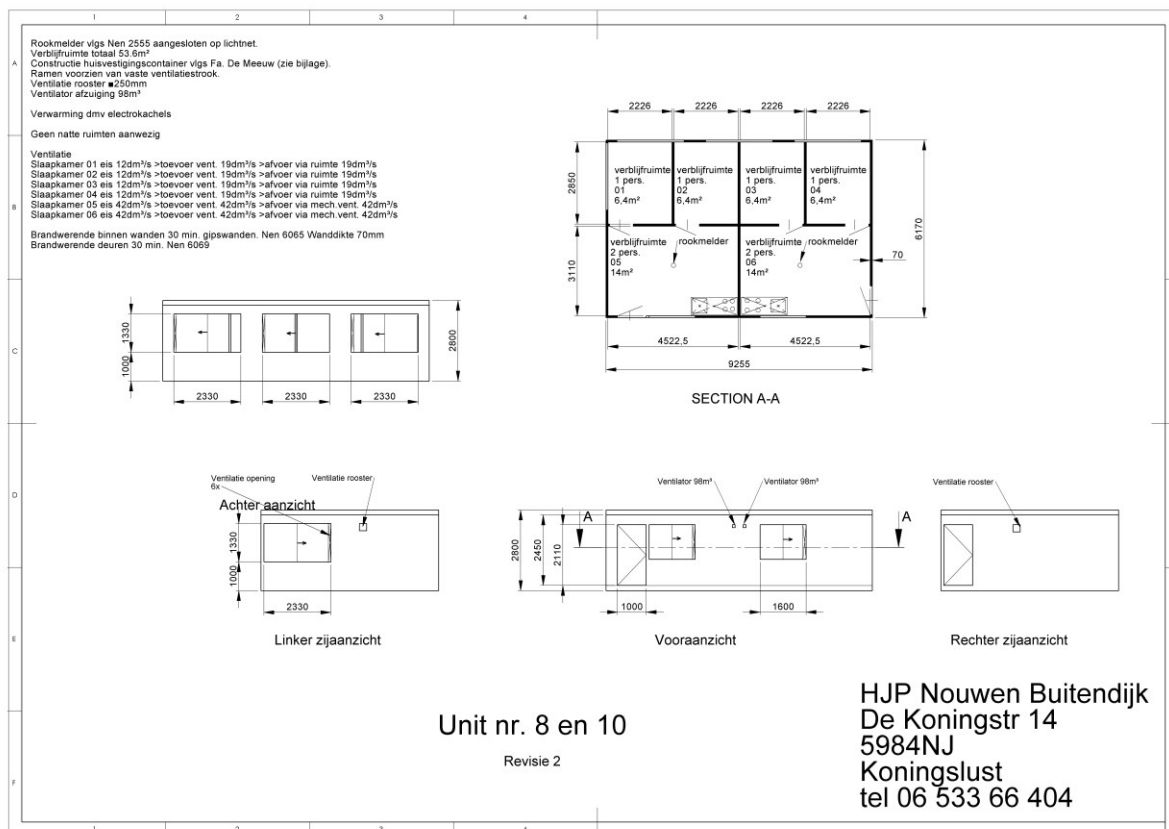 1 2 3 4
A
B
C
D
E
F
Rookmelder vlgs Nen 2555 aangesloten op lichtnet.
Verblijfruimte totaal 53.6m²
Constructie huisvestigingscontainer vlgs Fa. De Meeuw (zie bijlage).
Ramen voorzien van vaste ventilatiestrook.
Ventilatie rooster ■250mm
Ventilator afzuiging 98m³
Verwarming dmv electrokachels
Geen natte ruimten aanwezig
Ventilatie
Slaapkamer 01 eis 12dm³/s >toevoer vent. 19dm³/s >afvoer via ruimte 19dm³/s
Slaapkamer 02 eis 12dm³/s >toevoer vent. 19dm³/s >afvoer via ruimte 19dm³/s
Slaapkamer 03 eis 12dm³/s >toevoer vent. 19dm³/s >afvoer via ruimte 19dm³/s
Slaapkamer 04 eis 12dm³/s >toevoer vent. 19dm³/s >afvoer via ruimte 19dm³/s
Slaapkamer 05 eis 42dm³/s >toevoer vent. 42dm³/s >afvoer via mech.vent. 42dm³/s
Slaapkamer 06 eis 42dm³/s >toevoer vent. 42dm³/s >afvoer via mech.vent. 42dm³/s
Brandwerende binnen wanden 30 min. gipswanden. Nen 6065 Wanddikte 70mm
Brandwerende deuren 30 min. Nen 6069
2226 2226 2226 2226
2850
3110
6170
70
verblijfruimte
1 pers.
01
6,4m²
verblijfruimte
1 pers.
02
6,4m²
verblijfruimte
1 pers.
03
6,4m²
verblijfruimte
1 pers.
04
6,4m²
verblijfruimte
2 pers.
05
14m²
rookmelder
verblijfruimte
2 pers.
06
14m²
rookmelder
4522,5 4522,5
9255
SECTION A-A
1330
1000
2800
2330 2330 2330
Achter aanzicht
Ventilatie opening
6x
Ventilatie rooster
1330
1000
2330
Linker zijaanzicht
Ventilator 98m³ Ventilator 98m³
A A
2800
2450
2110
1000 1600
Vooraanzicht
Ventilatie rooster
Rechter zijaanzicht
Unit nr. 8 en 10
Revisie 2
HJP Nouwen Buitendijk
De Koningstr 14
5984NJ
Koningslust
tel 06 533 66 404
1 2 3 4